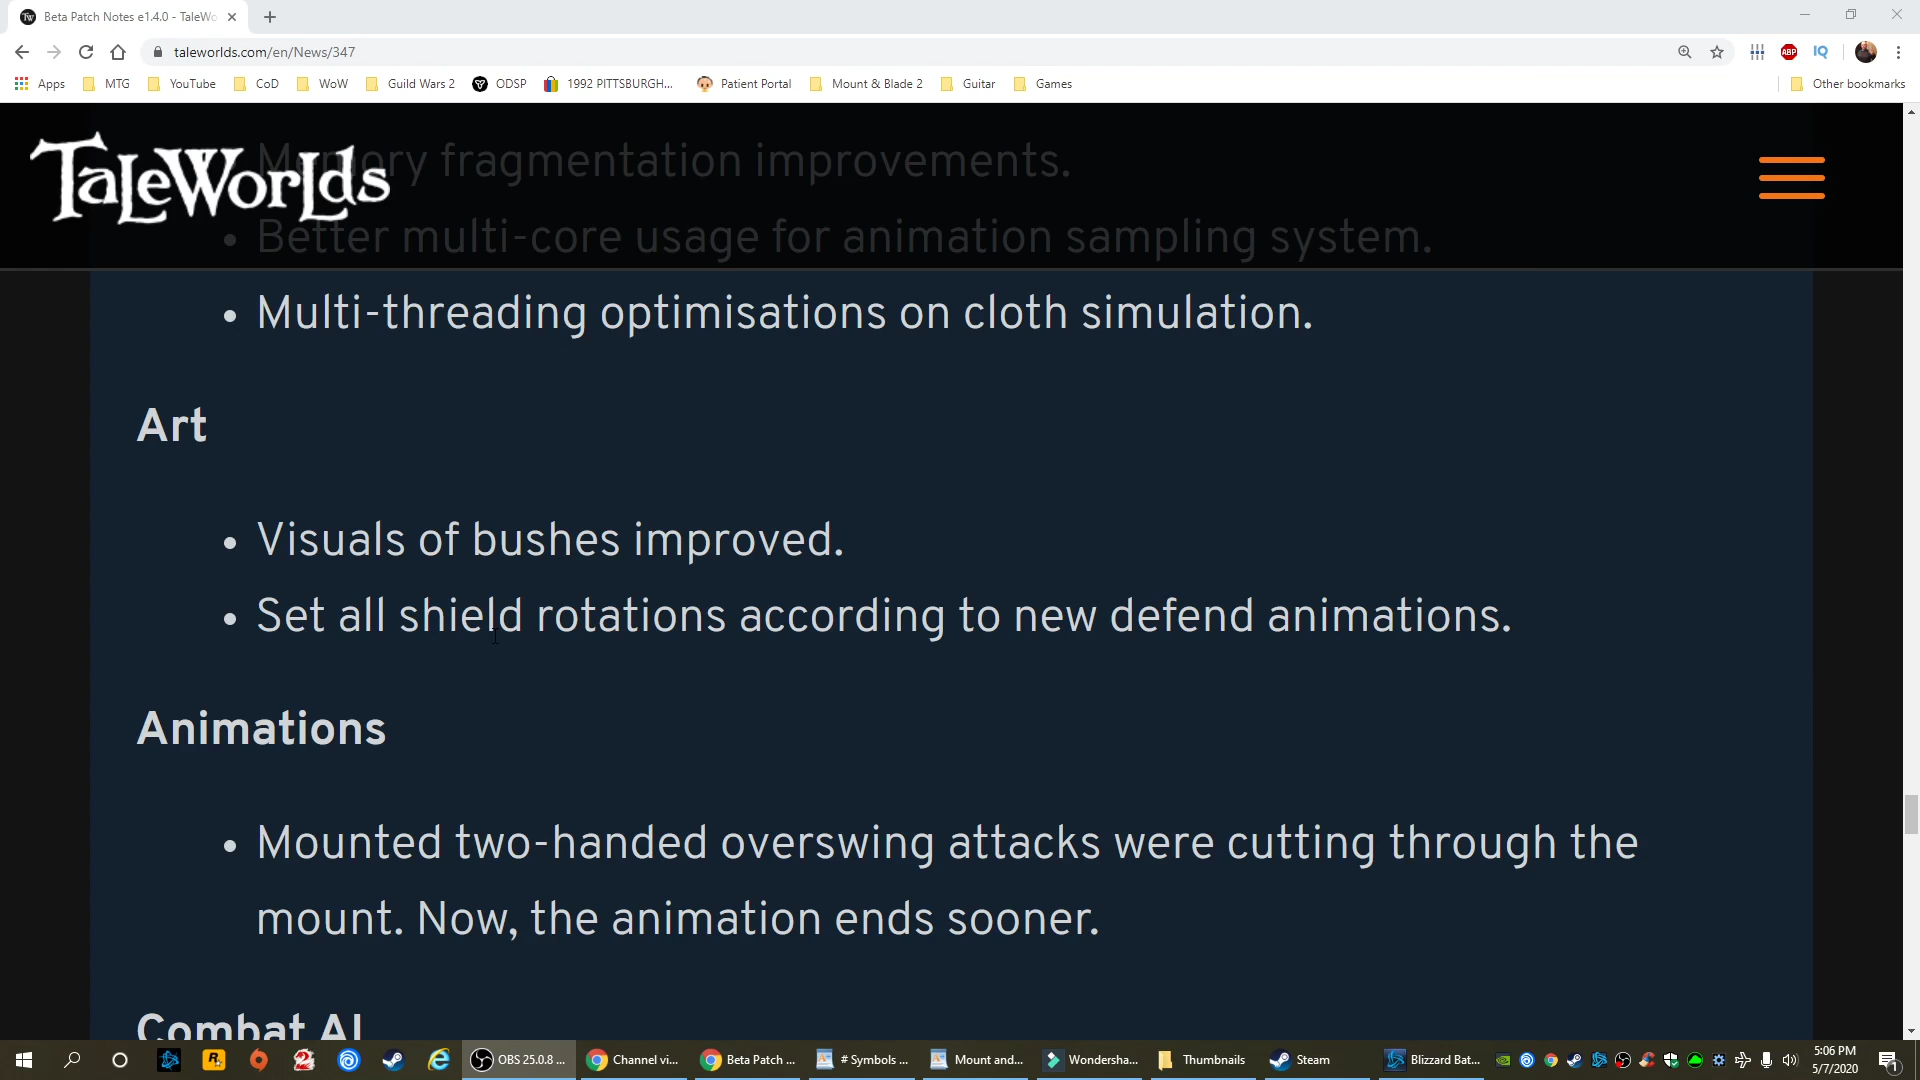 Beta Patch Notes e1.4.0 - TaleWo
taleworlds.com/en/News/347
ABP
IQ
Apps
MTG
YouTube
CoD
WoW
Guild Wars 2
ODSP
1992 PITTSBURGH...
Patient Portal
Mount & Blade 2
Guitar
Games
Other bookmarks
TaleWorlds
Memory fragmentation improvements.
• Better multi-core usage for animation sampling system.
• Multi-threading optimisations on cloth simulation.
Art
• Visuals of bushes improved.
• Set all shield rotations according to new defend animations.
Animations
• Mounted two-handed overswing attacks were cutting through the
mount. Now, the animation ends sooner.
Combat AI
OBS 25.0.8 ...
Channel vi...
Beta Patch ...
# Symbols ...
Mount and...
Wondersha...
Thumbnails
Steam
Blizzard Bat...
5:06 PM
5/7/2020
1